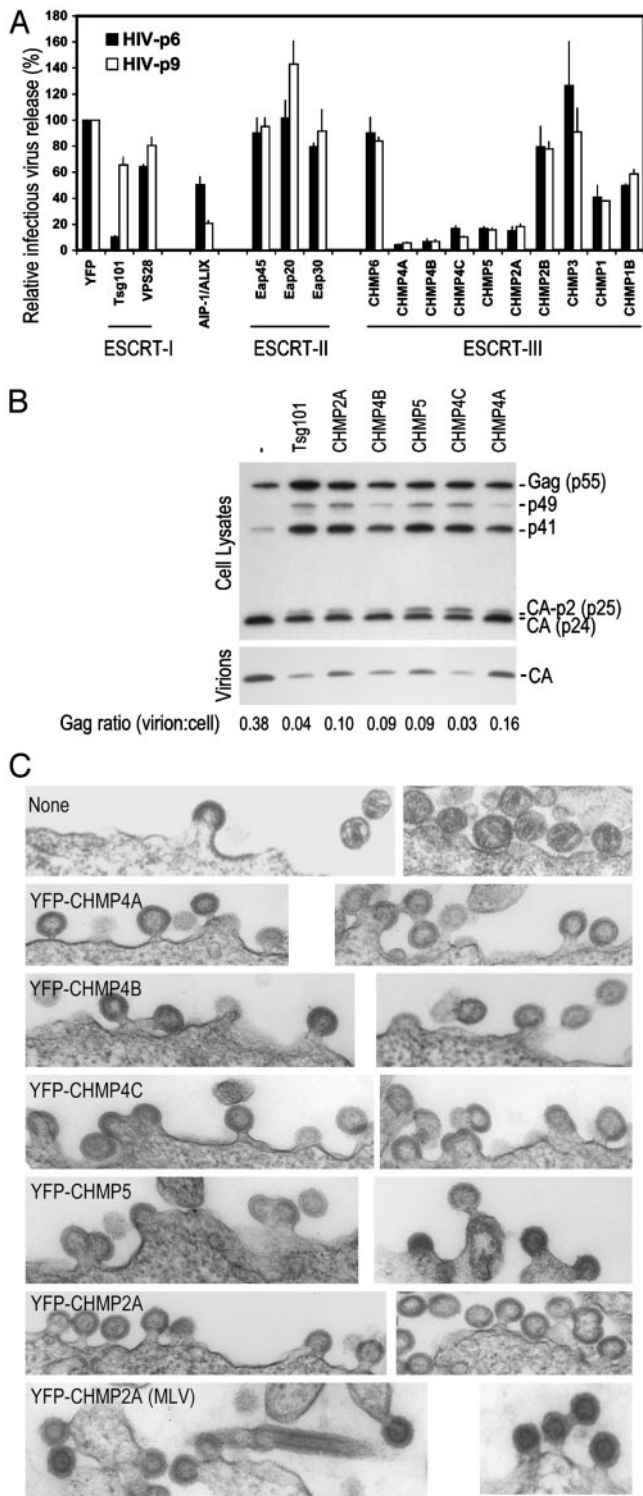 A
Relative infectious virus release (%)
180
160
140
120
100
80
60
40
20
0
HIV-p6
HIV-p9
YFP
Tsg101
VPS28
AIP-1/ALIX
Eap45
Eap20
Eap30
CHMP6
CHMP4A
CHMP4B
CHMP4C
CHMP5
CHMP2A
CHMP2B
CHMP3
CHMP1
CHMP1B
ESCRT-I
ESCRT-II
ESCRT-III
B
-
Tsg101
CHMP2A
CHMP4B
CHMP5
CHMP4C
CHMP4A
Cell Lysates
Gag (p55)
p49
p41
CA-p2 (p25)
CA (p24)
Virions
CA
Gag ratio (virion:cell) 0.38 0.04 0.10 0.09 0.09 0.03 0.16
C
None
YFP-CHMP4A
YFP-CHMP4B
YFP-CHMP4C
YFP-CHMP5
YFP-CHMP2A
YFP-CHMP2A (MLV)